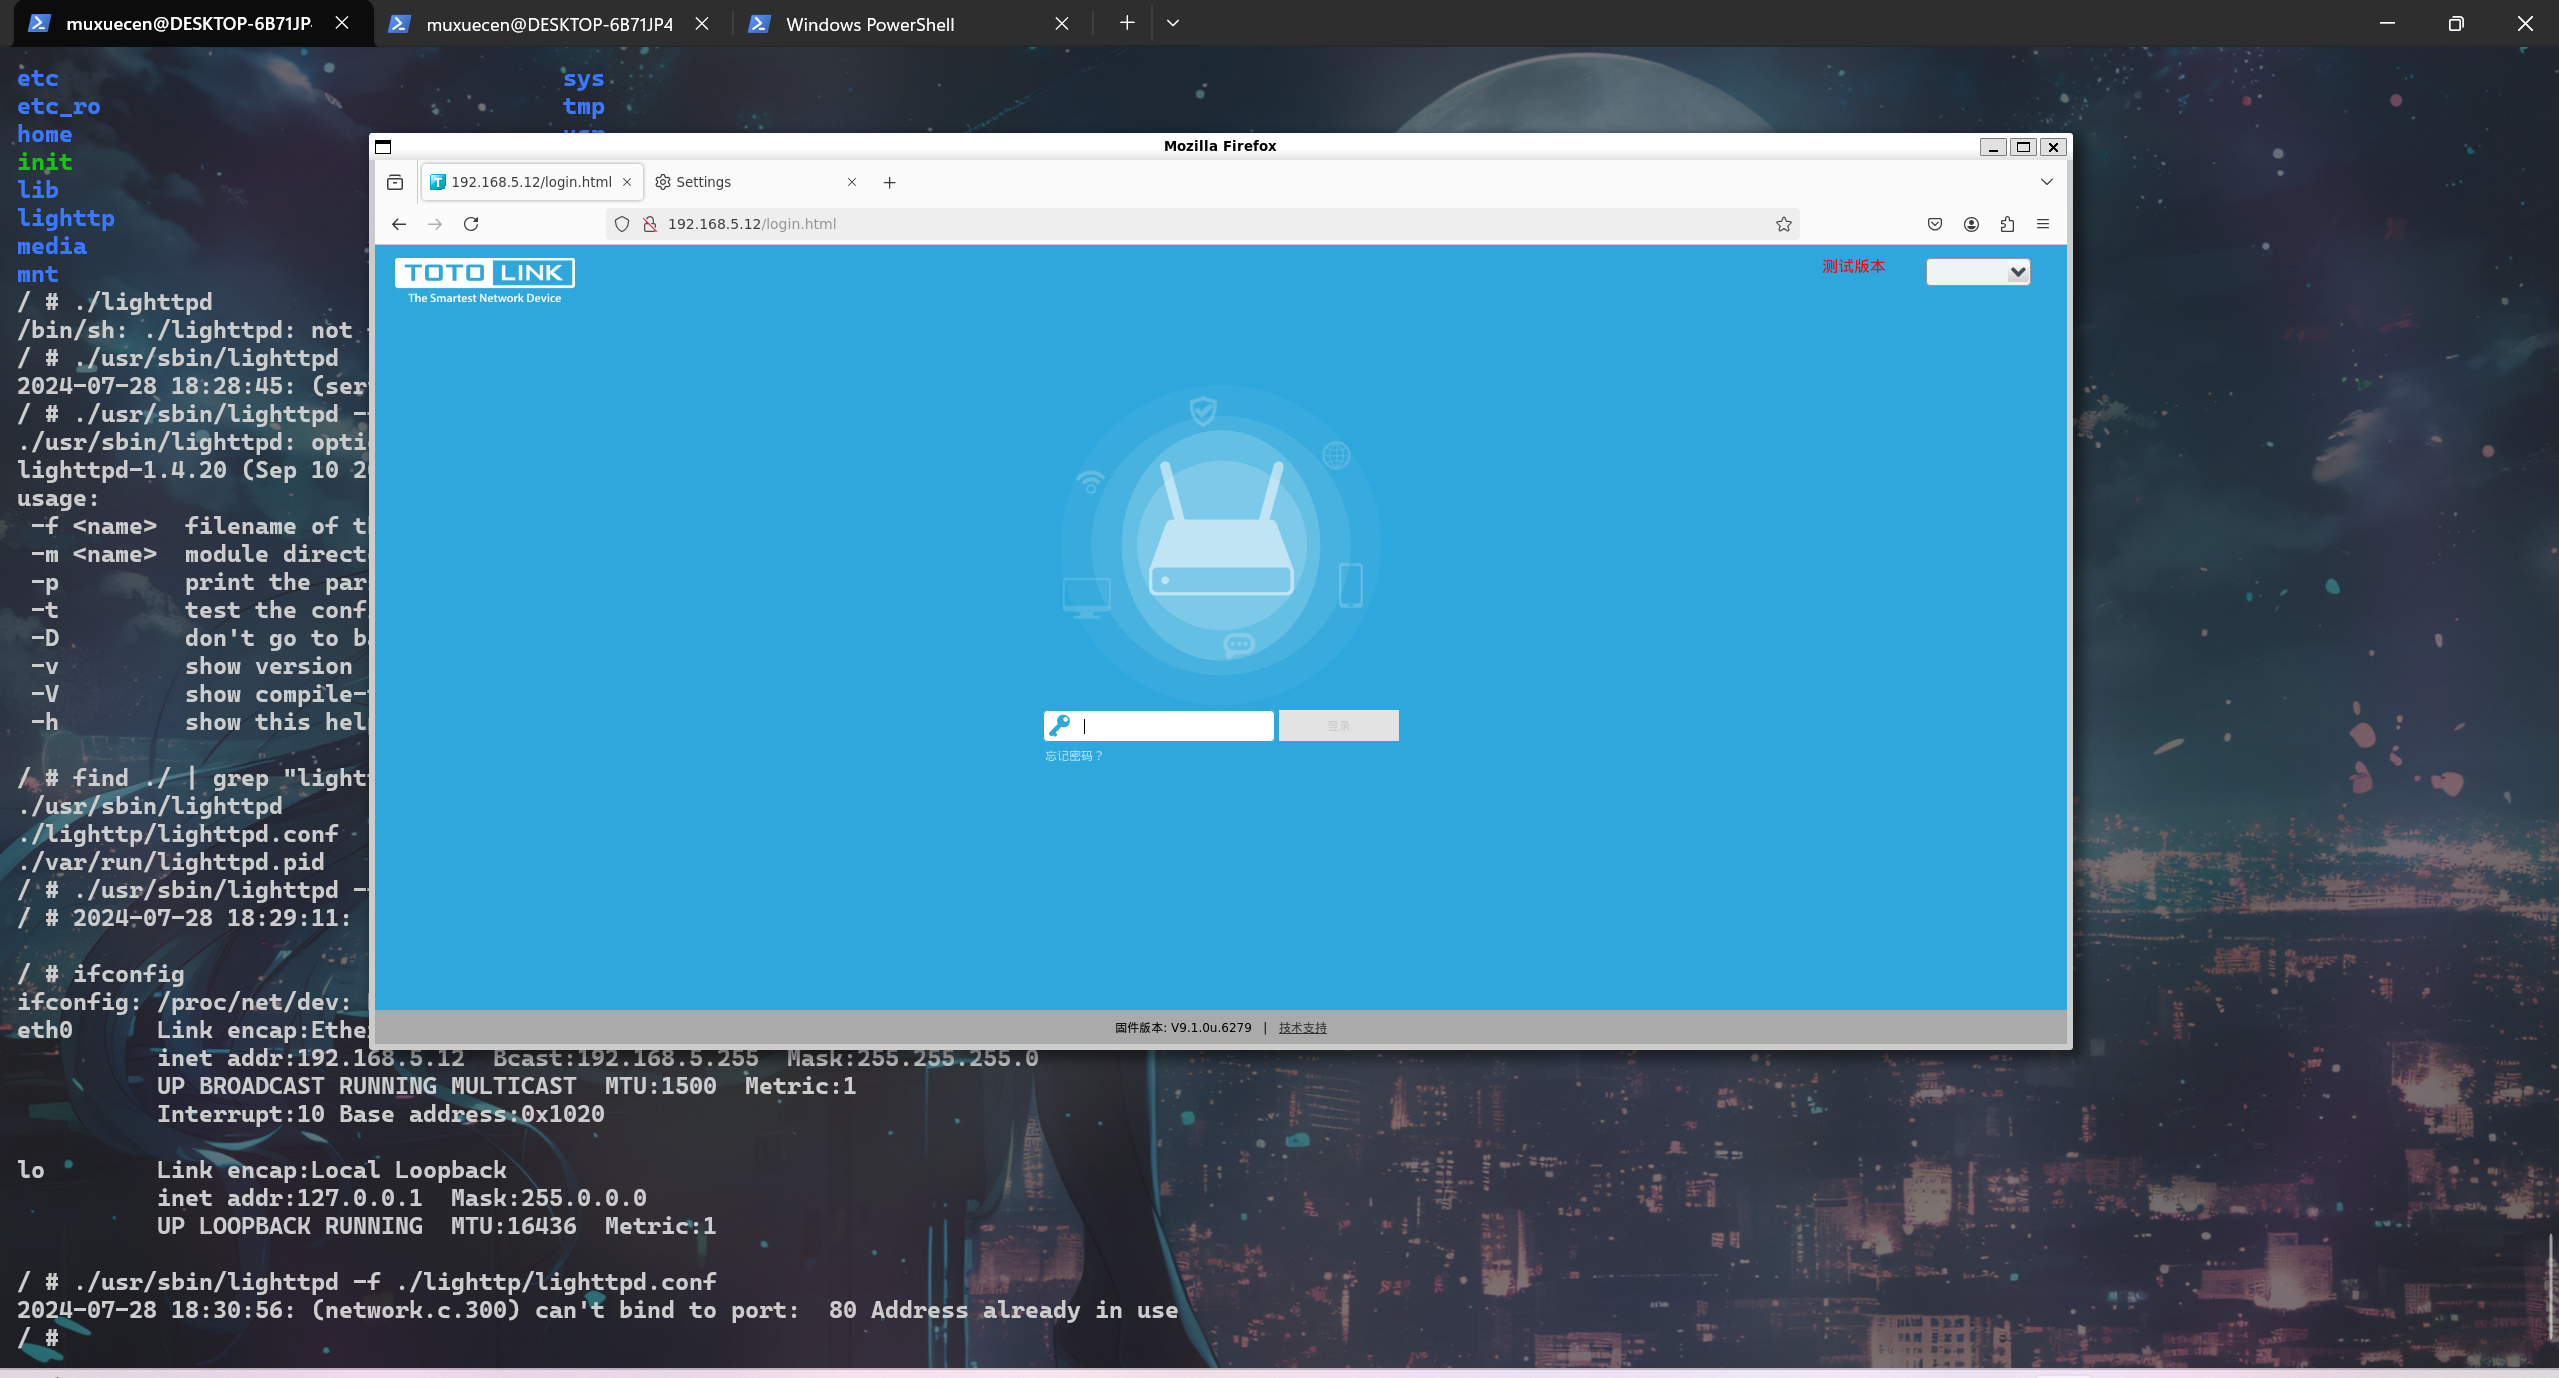 muxuecen@DESKTOP-6B71JP
muxuecen@DESKTOP-6B71JP4
Windows PowerShell
etc sys
etc_ro tmp
home usr
init
lib
lighttp
media
mnt
/ # ./lighttpd
/bin/sh: ./lighttpd: not
/ # ./usr/sbin/lighttpd
2024-07-28 18:28:45: (ser
/ # ./usr/sbin/lighttpd -
./usr/sbin/lighttpd: opti
lighttpd-1.4.20 (Sep 10 2
usage:
-f <name> filename of t
-m <name> module direct
-p print the par
-t test the conf
-D don't go to b
-v show version
-V show compile-
-h show this help
/ # find ./ | grep "light
./usr/sbin/lighttpd
./lighttp/lighttpd.conf
./var/run/lighttpd.pid
/ # ./usr/sbin/lighttpd -
/ # 2024-07-28 18:29:11:
/ # ifconfig
ifconfig: /proc/net/dev:
eth0 Link encap:Ethe
inet addr:192.168.5.12 Bcast:192.168.5.255 Mask:255.255.255.0
UP BROADCAST RUNNING MULTICAST MTU:1500 Metric:1
Interrupt:10 Base address:0x1020
lo Link encap:Local Loopback
inet addr:127.0.0.1 Mask:255.0.0.0
UP LOOPBACK RUNNING MTU:16436 Metric:1
/ # ./usr/sbin/lighttpd -f ./lighttp/lighttpd.conf
2024-07-28 18:30:56: (network.c.300) can't bind to port: 80 Address already in use
/ #
Mozilla Firefox
192.168.5.12/login.html
Settings
192.168.5.12/login.html
TOTO LINK
The Smartest Network Device
测试版本
登录
忘记密码？
固件版本: V9.1.0u.6279 | 技术支持